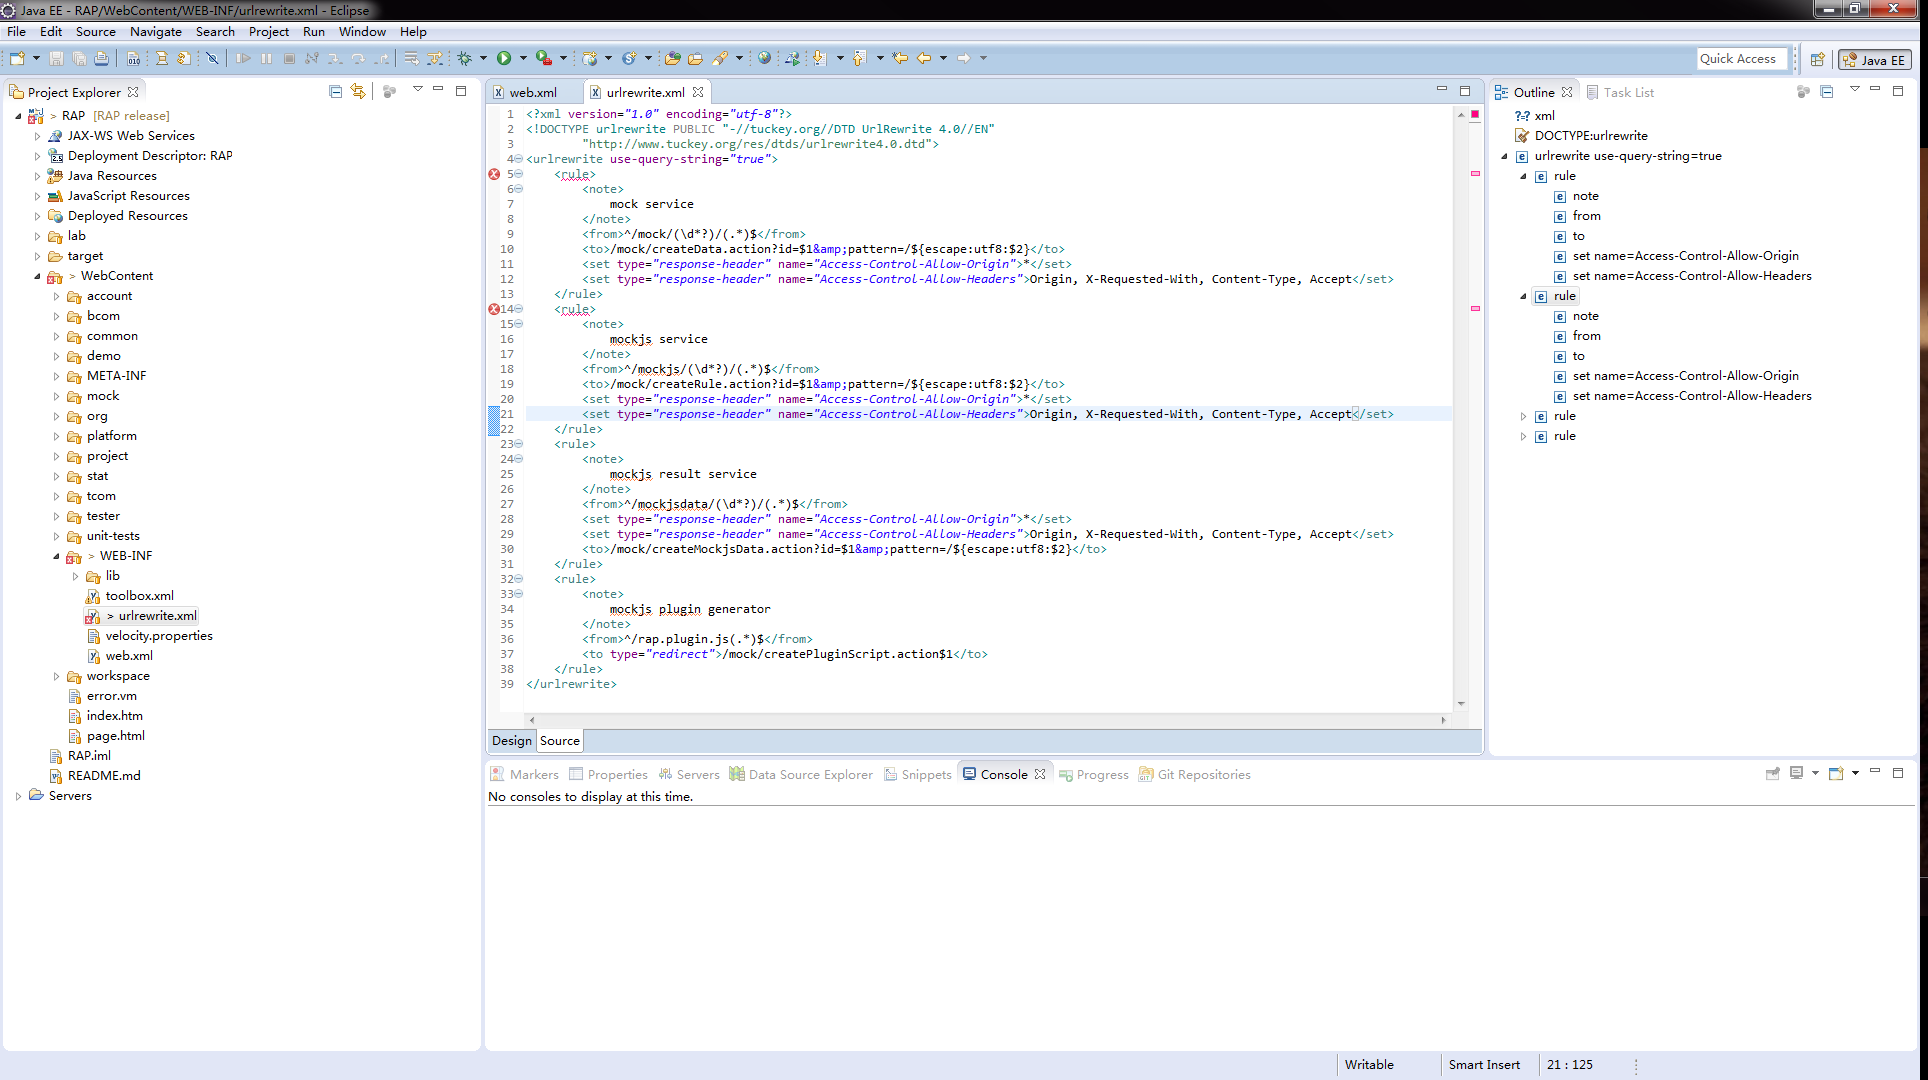 Java EE - RAP/WebContent/WEB-INF/urlrewrite.xml - Eclipse
File Edit Source Navigate Search Project Run Window Help
Quick Access
Java EE
Project Explorer
> RAP [RAP release]
JAX-WS Web Services
Deployment Descriptor: RAP
Java Resources
JavaScript Resources
Deployed Resources
lab
target
> WebContent
account
bcom
common
demo
META-INF
mock
org
platform
project
stat
tcom
tester
unit-tests
> WEB-INF
lib
toolbox.xml
> urlrewrite.xml
velocity.properties
web.xml
workspace
error.vm
index.htm
page.html
RAP.iml
README.md
Servers
web.xml
urlrewrite.xml
1 <?xml version="1.0" encoding="utf-8"?>
2 <!DOCTYPE urlrewrite PUBLIC "-//tuckey.org//DTD UrlRewrite 4.0//EN"
3 "http://www.tuckey.org/res/dtds/urlrewrite4.0.dtd">
4 <urlrewrite use-query-string="true">
5 <rule>
6 <note>
7 mock service
8 </note>
9 <from>^/mock/(\d*?)/(.*)$</from>
10 <to>/mock/createData.action?id=$1&amp;pattern=/${escape:utf8:$2}</to>
11 <set type="response-header" name="Access-Control-Allow-Origin">*</set>
12 <set type="response-header" name="Access-Control-Allow-Headers">Origin, X-Requested-With, Content-Type, Accept</set>
13 </rule>
14 <rule>
15 <note>
16 mockjs service
17 </note>
18 <from>^/mockjs/(\d*?)/(.*)$</from>
19 <to>/mock/createRule.action?id=$1&amp;pattern=/${escape:utf8:$2}</to>
20 <set type="response-header" name="Access-Control-Allow-Origin">*</set>
21 <set type="response-header" name="Access-Control-Allow-Headers">Origin, X-Requested-With, Content-Type, Accept</set>
22 </rule>
23 <rule>
24 <note>
25 mockjs result service
26 </note>
27 <from>^/mockjsdata/(\d*?)/(.*)$</from>
28 <set type="response-header" name="Access-Control-Allow-Origin">*</set>
29 <set type="response-header" name="Access-Control-Allow-Headers">Origin, X-Requested-With, Content-Type, Accept</set>
30 <to>/mock/createMockjsData.action?id=$1&amp;pattern=/${escape:utf8:$2}</to>
31 </rule>
32 <rule>
33 <note>
34 mockjs plugin generator
35 </note>
36 <from>^/rap.plugin.js(.*)$</from>
37 <to type="redirect">/mock/createPluginScript.action$1</to>
38 </rule>
39 </urlrewrite>
Design Source
Outline Task List
xml
DOCTYPE:urlrewrite
urlrewrite use-query-string=true
rule
note
from
to
set name=Access-Control-Allow-Origin
set name=Access-Control-Allow-Headers
rule
note
from
to
set name=Access-Control-Allow-Origin
set name=Access-Control-Allow-Headers
rule
rule
Markers Properties Servers Data Source Explorer Snippets Console Progress Git Repositories
No consoles to display at this time.
Writable Smart Insert 21 : 125